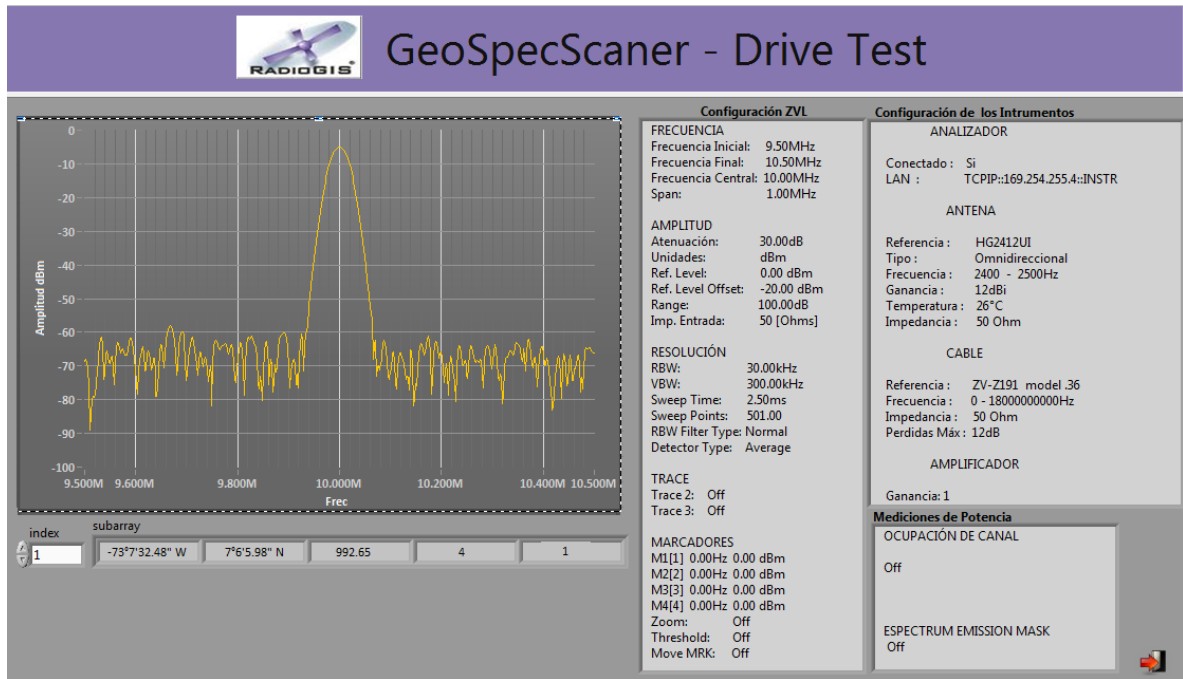 RADIOGIS
GeoSpecScaner - Drive Test
0
-10
-20
-30
-40
-50
-60
-70
-80
-90
-100
Amplitud dBm
9.500M 9.600M 9.800M 10.000M 10.200M 10.400M 10.500M
Frec
index
1
subarray
-73°7'32.48" W 7°6'5.98" N 992.65 4 1
Configuración ZVL
FRECUENCIA
Frecuencia Inicial: 9.50MHz
Frecuencia Final: 10.50MHz
Frecuencia Central: 10.00MHz
Span: 1.00MHz
AMPLITUD
Atenuación: 30.00dB
Unidades: dBm
Ref. Level: 0.00 dBm
Ref. Level Offset: -20.00 dBm
Range: 100.00dB
Imp. Entrada: 50 [Ohms]
RESOLUCIÓN
RBW: 30.00kHz
VBW: 300.00kHz
Sweep Time: 2.50ms
Sweep Points: 501.00
RBW Filter Type: Normal
Detector Type: Average
TRACE
Trace 2: Off
Trace 3: Off
MARCADORES
M1[1] 0.00Hz 0.00 dBm
M2[2] 0.00Hz 0.00 dBm
M3[3] 0.00Hz 0.00 dBm
M4[4] 0.00Hz 0.00 dBm
Zoom: Off
Threshold: Off
Move MRK: Off
Configuración de los Intrumentos
ANALIZADOR
Conectado : Si
LAN : TCPIP::169.254.255.4::INSTR
ANTENA
Referencia : HG2412UI
Tipo : Omnidireccional
Frecuencia : 2400 - 2500Hz
Ganancia : 12dBi
Temperatura : 26°C
Impedancia : 50 Ohm
CABLE
Referencia : ZV-Z191 model .36
Frecuencia : 0 - 18000000000Hz
Impedancia : 50 Ohm
Perdidas Máx : 12dB
AMPLIFICADOR
Ganancia: 1
Mediciones de Potencia
OCUPACIÓN DE CANAL
Off
ESPECTRUM EMISSION MASK
Off